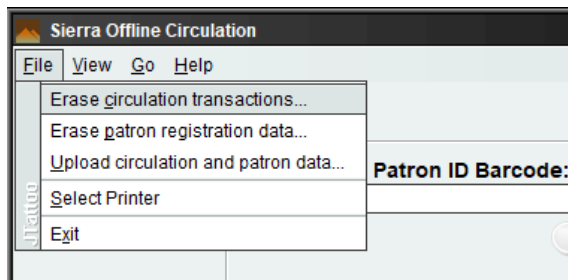 Sierra Offline Circulation
File View Go Help
Erase circulation transactions...
Erase patron registration data...
Upload circulation and patron data...
Patron ID Barcode:
Select Printer
Exit
JTattoo